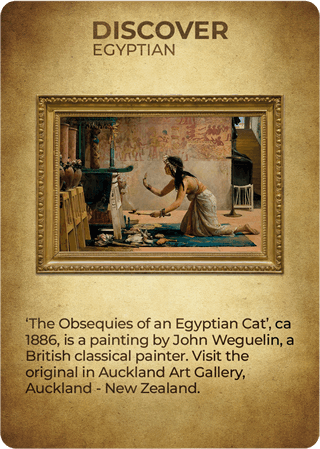 DISCOVER
EGYPTIAN
‘The Obsequies of an Egyptian Cat’, ca
1886, is a painting by John Weguelin, a
British classical painter. Visit the
original in Auckland Art Gallery,
Auckland - New Zealand.